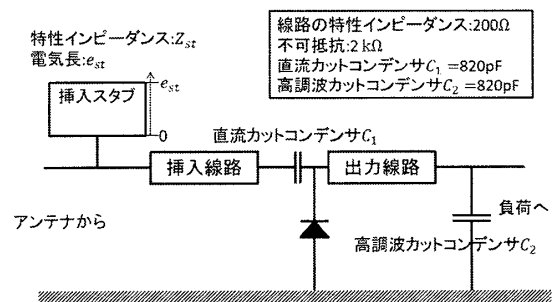 特性インピーダンス:Z_st
電気長:e_st
線路の特性インピーダンス:200Ω
不可抵抗:2 kΩ
直流カットコンデンサC₁ =820pF
高調波カットコンデンサC₂ =820pF
挿入スタブ
e_st
0
直流カットコンデンサC₁
挿入線路
出力線路
アンテナから
負荷へ
高調波カットコンデンサC₂